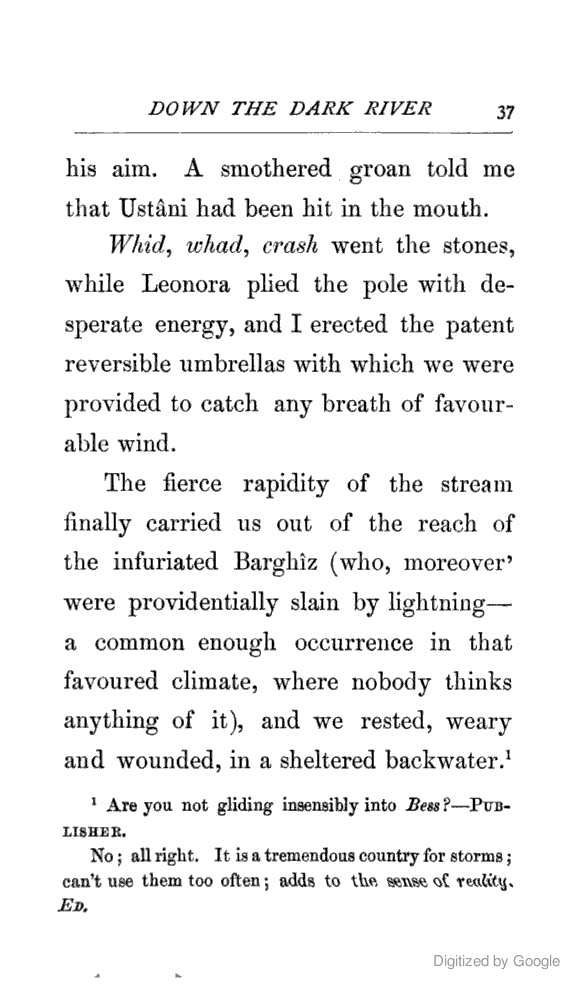 DOWN THE DARK RIVER 37
his aim. A smothered groan told me
that Ustâni had been hit in the mouth.
Whid, whad, crash went the stones,
while Leonora plied the pole with de-
sperate energy, and I erected the patent
reversible umbrellas with which we were
provided to catch any breath of favour-
able wind.
The fierce rapidity of the stream
finally carried us out of the reach of
the infuriated Barghîz (who, moreover’
were providentially slain by lightning—
a common enough occurrence in that
favoured climate, where nobody thinks
anything of it), and we rested, weary
and wounded, in a sheltered backwater.¹
¹ Are you not gliding insensibly into Bess?—PUB-
LISHER.
No; all right. It is a tremendous country for storms;
can't use them too often; adds to the sense of reality.
ED.
Digitized by Google